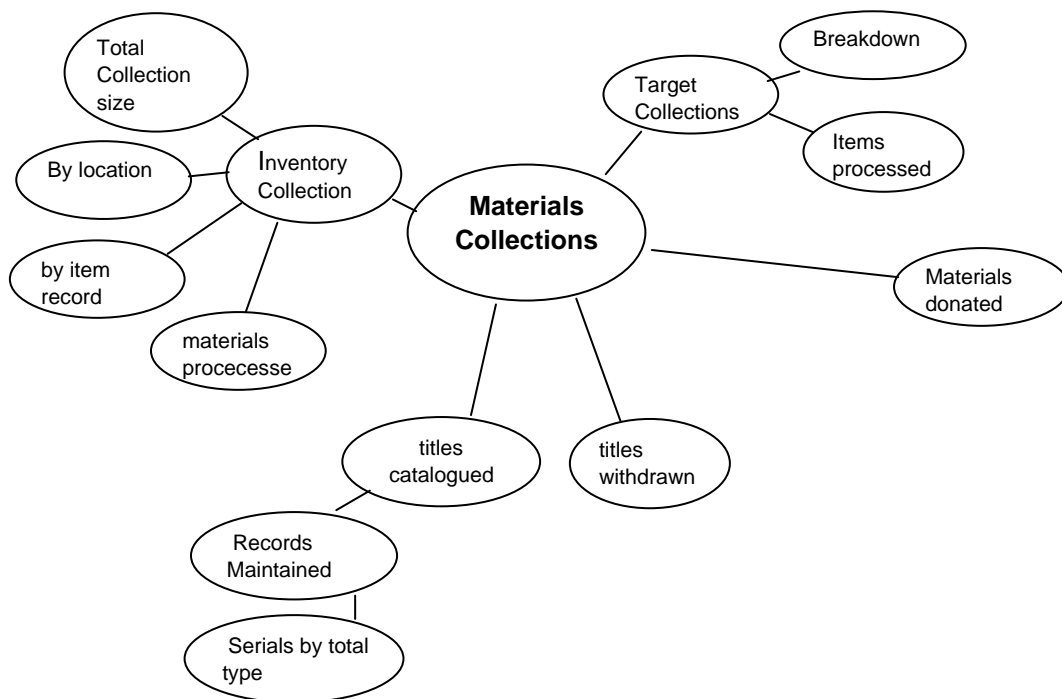 Total
Collection
size
Breakdown
Target
Collections
Items
processed
By location
Inventory
Collection
Materials
Collections
by item
record
Materials
donated
materials
procecesse
titles
catalogued
titles
withdrawn
Records
Maintained
Serials by total
type